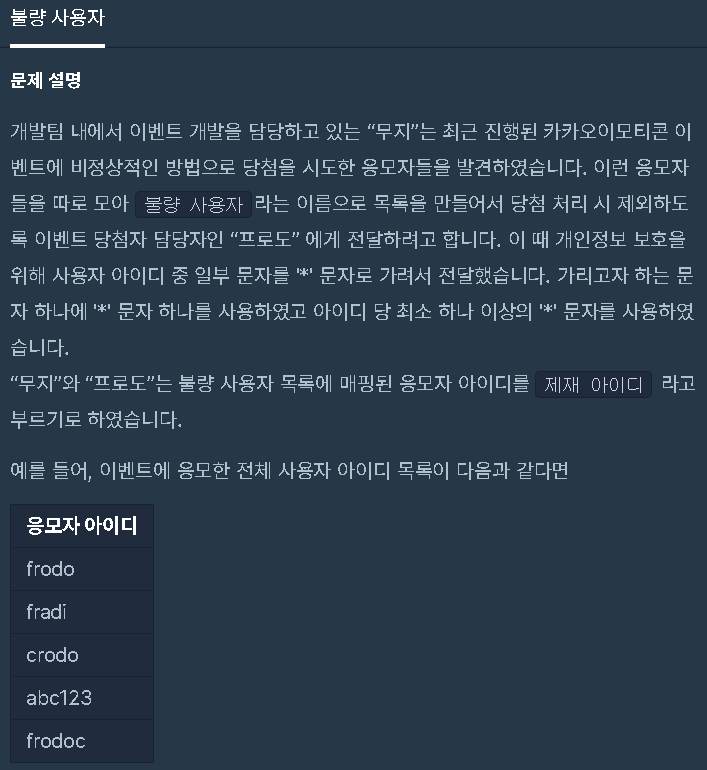 불량 사용자
문제 설명
개발팀 내에서 이벤트 개발을 담당하고 있는 “무지”는 최근 진행된 카카오이모티콘 이
벤트에 비정상적인 방법으로 당첨을 시도한 응모자들을 발견하였습니다. 이런 응모자
들을 따로 모아 불량 사용자 라는 이름으로 목록을 만들어서 당첨 처리 시 제외하도
록 이벤트 당첨자 담당자인 “프로도” 에게 전달하려고 합니다. 이 때 개인정보 보호을
위해 사용자 아이디 중 일부 문자를 '*' 문자로 가려서 전달했습니다. 가리고자 하는 문
자 하나에 '*' 문자 하나를 사용하였고 아이디 당 최소 하나 이상의 '*' 문자를 사용하였
습니다.
“무지”와 “프로도”는 불량 사용자 목록에 매핑된 응모자 아이디를 제재 아이디 라고
부르기로 하였습니다.
예를 들어, 이벤트에 응모한 전체 사용자 아이디 목록이 다음과 같다면
응모자 아이디
frodo
fradi
crodo
abc123
frodoc